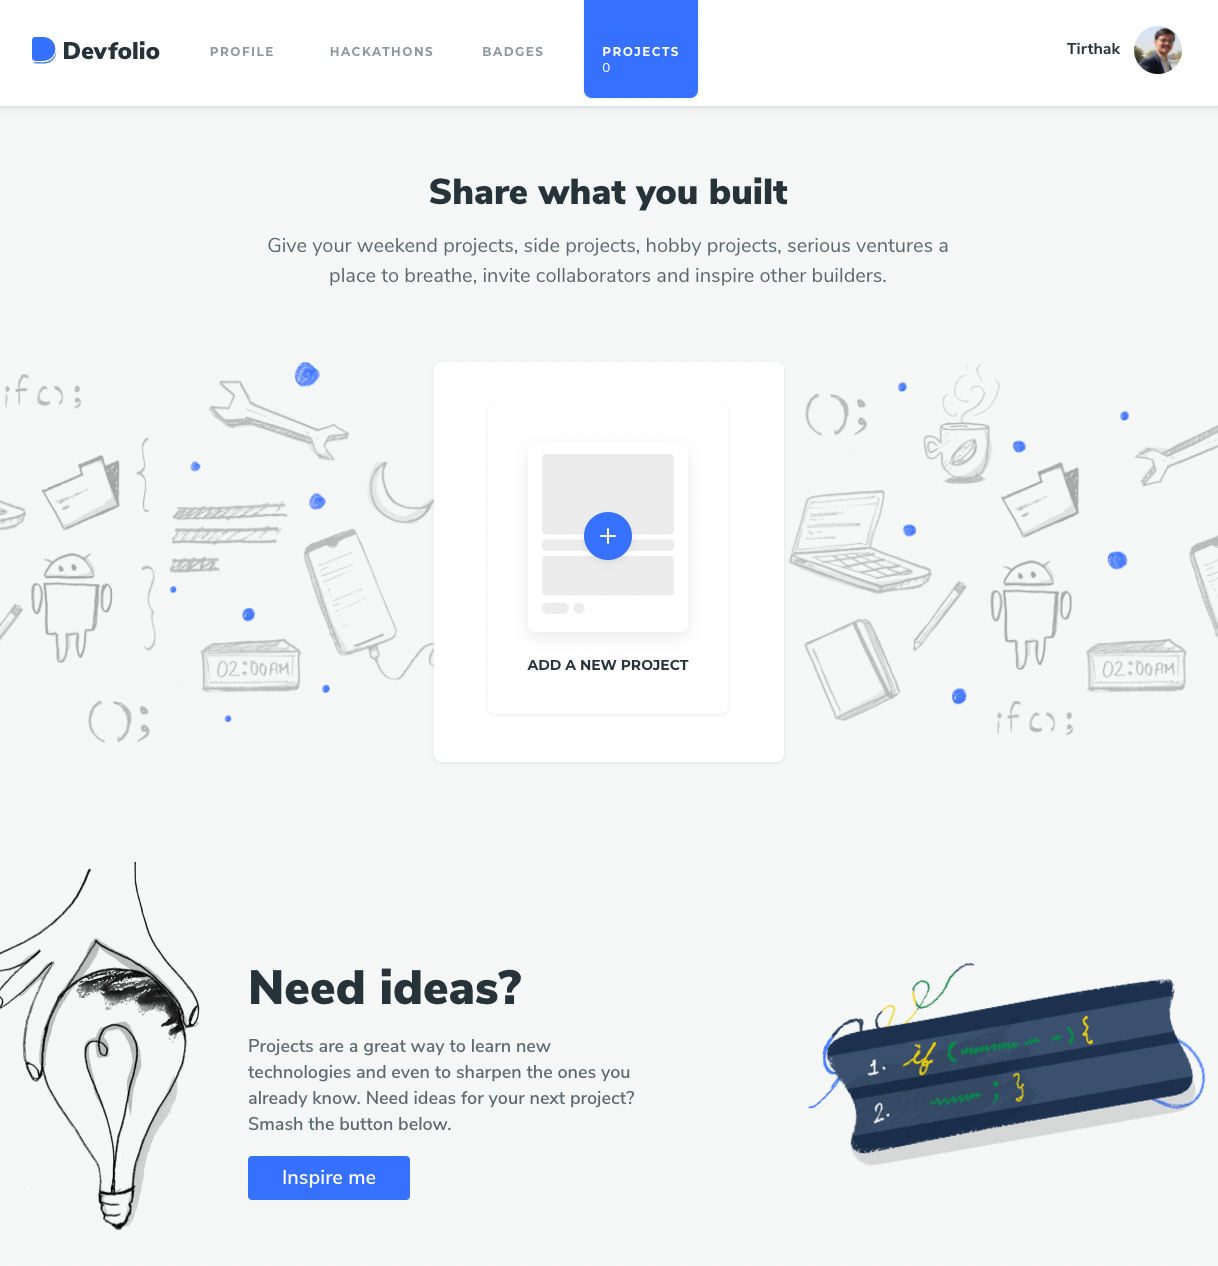 Devfolio
PROFILE
HACKATHONS
BADGES
PROJECTS
0
Tirthak
Share what you built
Give your weekend projects, side projects, hobby projects, serious ventures a
place to breathe, invite collaborators and inspire other builders.
if ();
();
ADD A NEW PROJECT
02:00AM
02:00AM
();
if ();
Need ideas?
Projects are a great way to learn new
technologies and even to sharpen the ones you
already know. Need ideas for your next project?
Smash the button below.
Inspire me
1. if ( - -) {
2. ; }